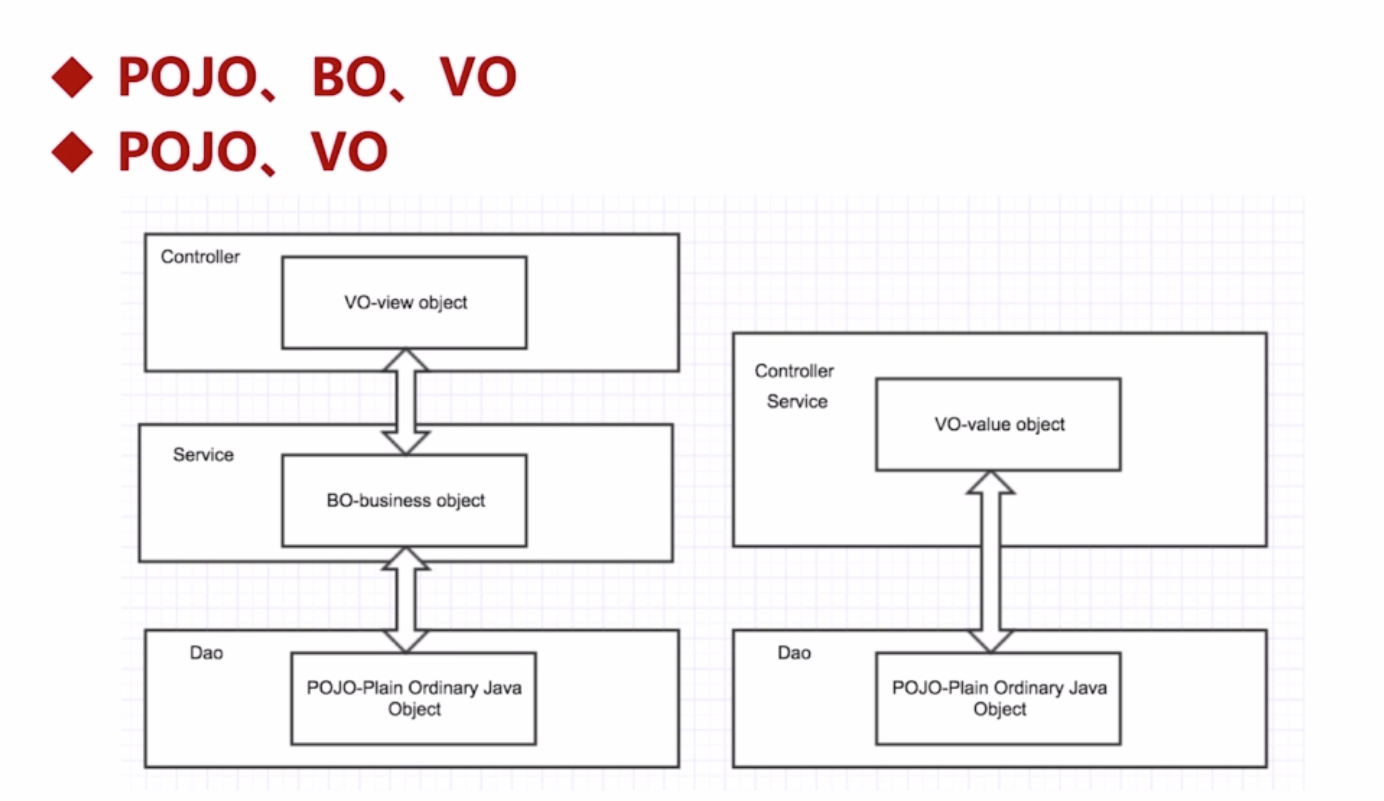 ◆ POJO、BO、VO
◆ POJO、VO
Controller
VO-view object
Service
BO-business object
Dao
POJO-Plain Ordinary Java
Object
Controller
Service
VO-value object
Dao
POJO-Plain Ordinary Java
Object